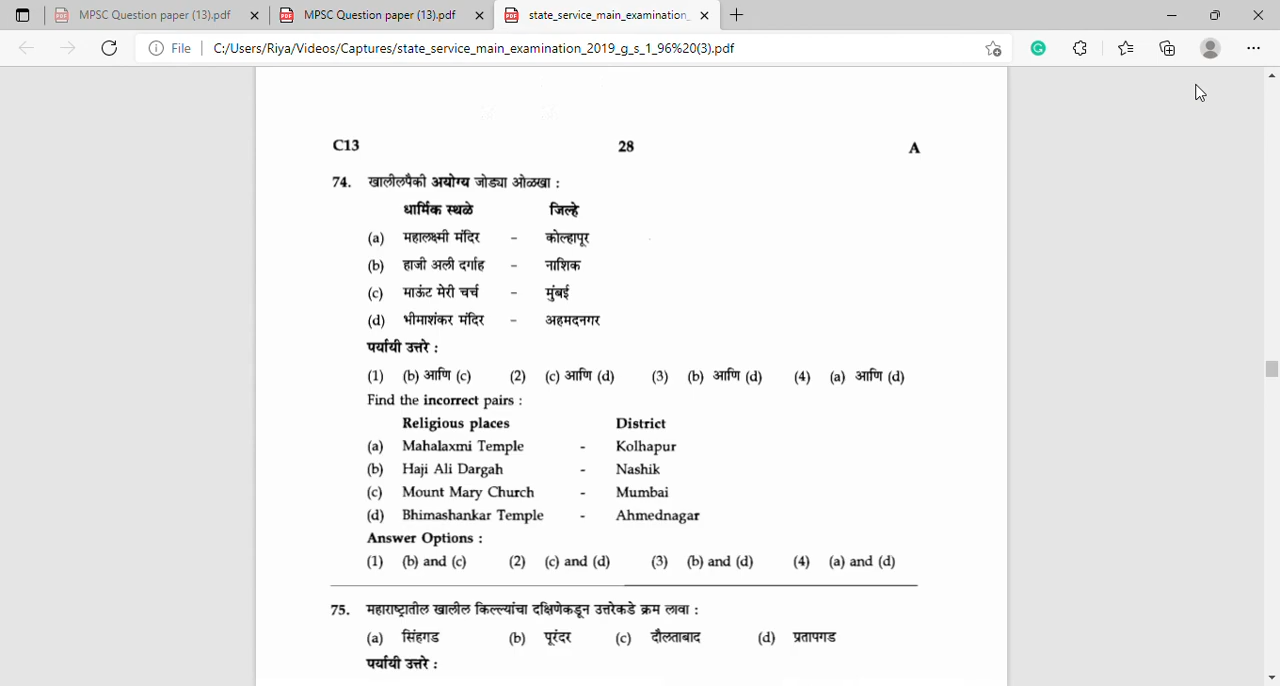 MPSC Question paper (13).pdf
MPSC Question paper (13).pdf
state_service_main_examination_
File
C:/Users/Riya/Videos/Captures/state_service_main_examination_2019_g_s_1_96%20(3).pdf
C13 28 A
74. खालीलपैकी अयोग्य जोड्या ओळखा :
धार्मिक स्थळे जिल्हे
(a) महालक्ष्मी मंदिर - कोल्हापूर
(b) हाजी अली दर्गाह - नाशिक
(c) माऊंट मेरी चर्च - मुंबई
(d) भीमाशंकर मंदिर - अहमदनगर
पर्यायी उत्तरे :
(1) (b) आणि (c) (2) (c) आणि (d) (3) (b) आणि (d) (4) (a) आणि (d)
Find the incorrect pairs :
Religious places District
(a) Mahalaxmi Temple - Kolhapur
(b) Haji Ali Dargah - Nashik
(c) Mount Mary Church - Mumbai
(d) Bhimashankar Temple - Ahmednagar
Answer Options :
(1) (b) and (c) (2) (c) and (d) (3) (b) and (d) (4) (a) and (d)
75. महाराष्ट्रातील खालील किल्ल्यांचा दक्षिणेकडून उत्तरेकडे क्रम लावा :
(a) सिंहगड (b) पूरंदर (c) दौलताबाद (d) प्रतापगड
पर्यायी उत्तरे :